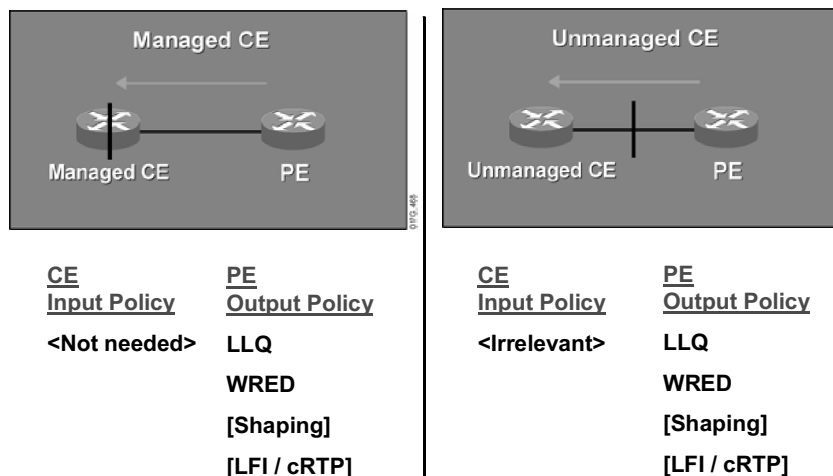 Managed CE
Managed CE
PE
CE
Input Policy
PE
Output Policy
<Not needed>
LLQ
WRED
[Shaping]
[LFI / cRTP]
Unmanaged CE
Unmanaged CE
PE
CE
Input Policy
PE
Output Policy
<Irrelevant>
LLQ
WRED
[Shaping]
[LFI / cRTP]